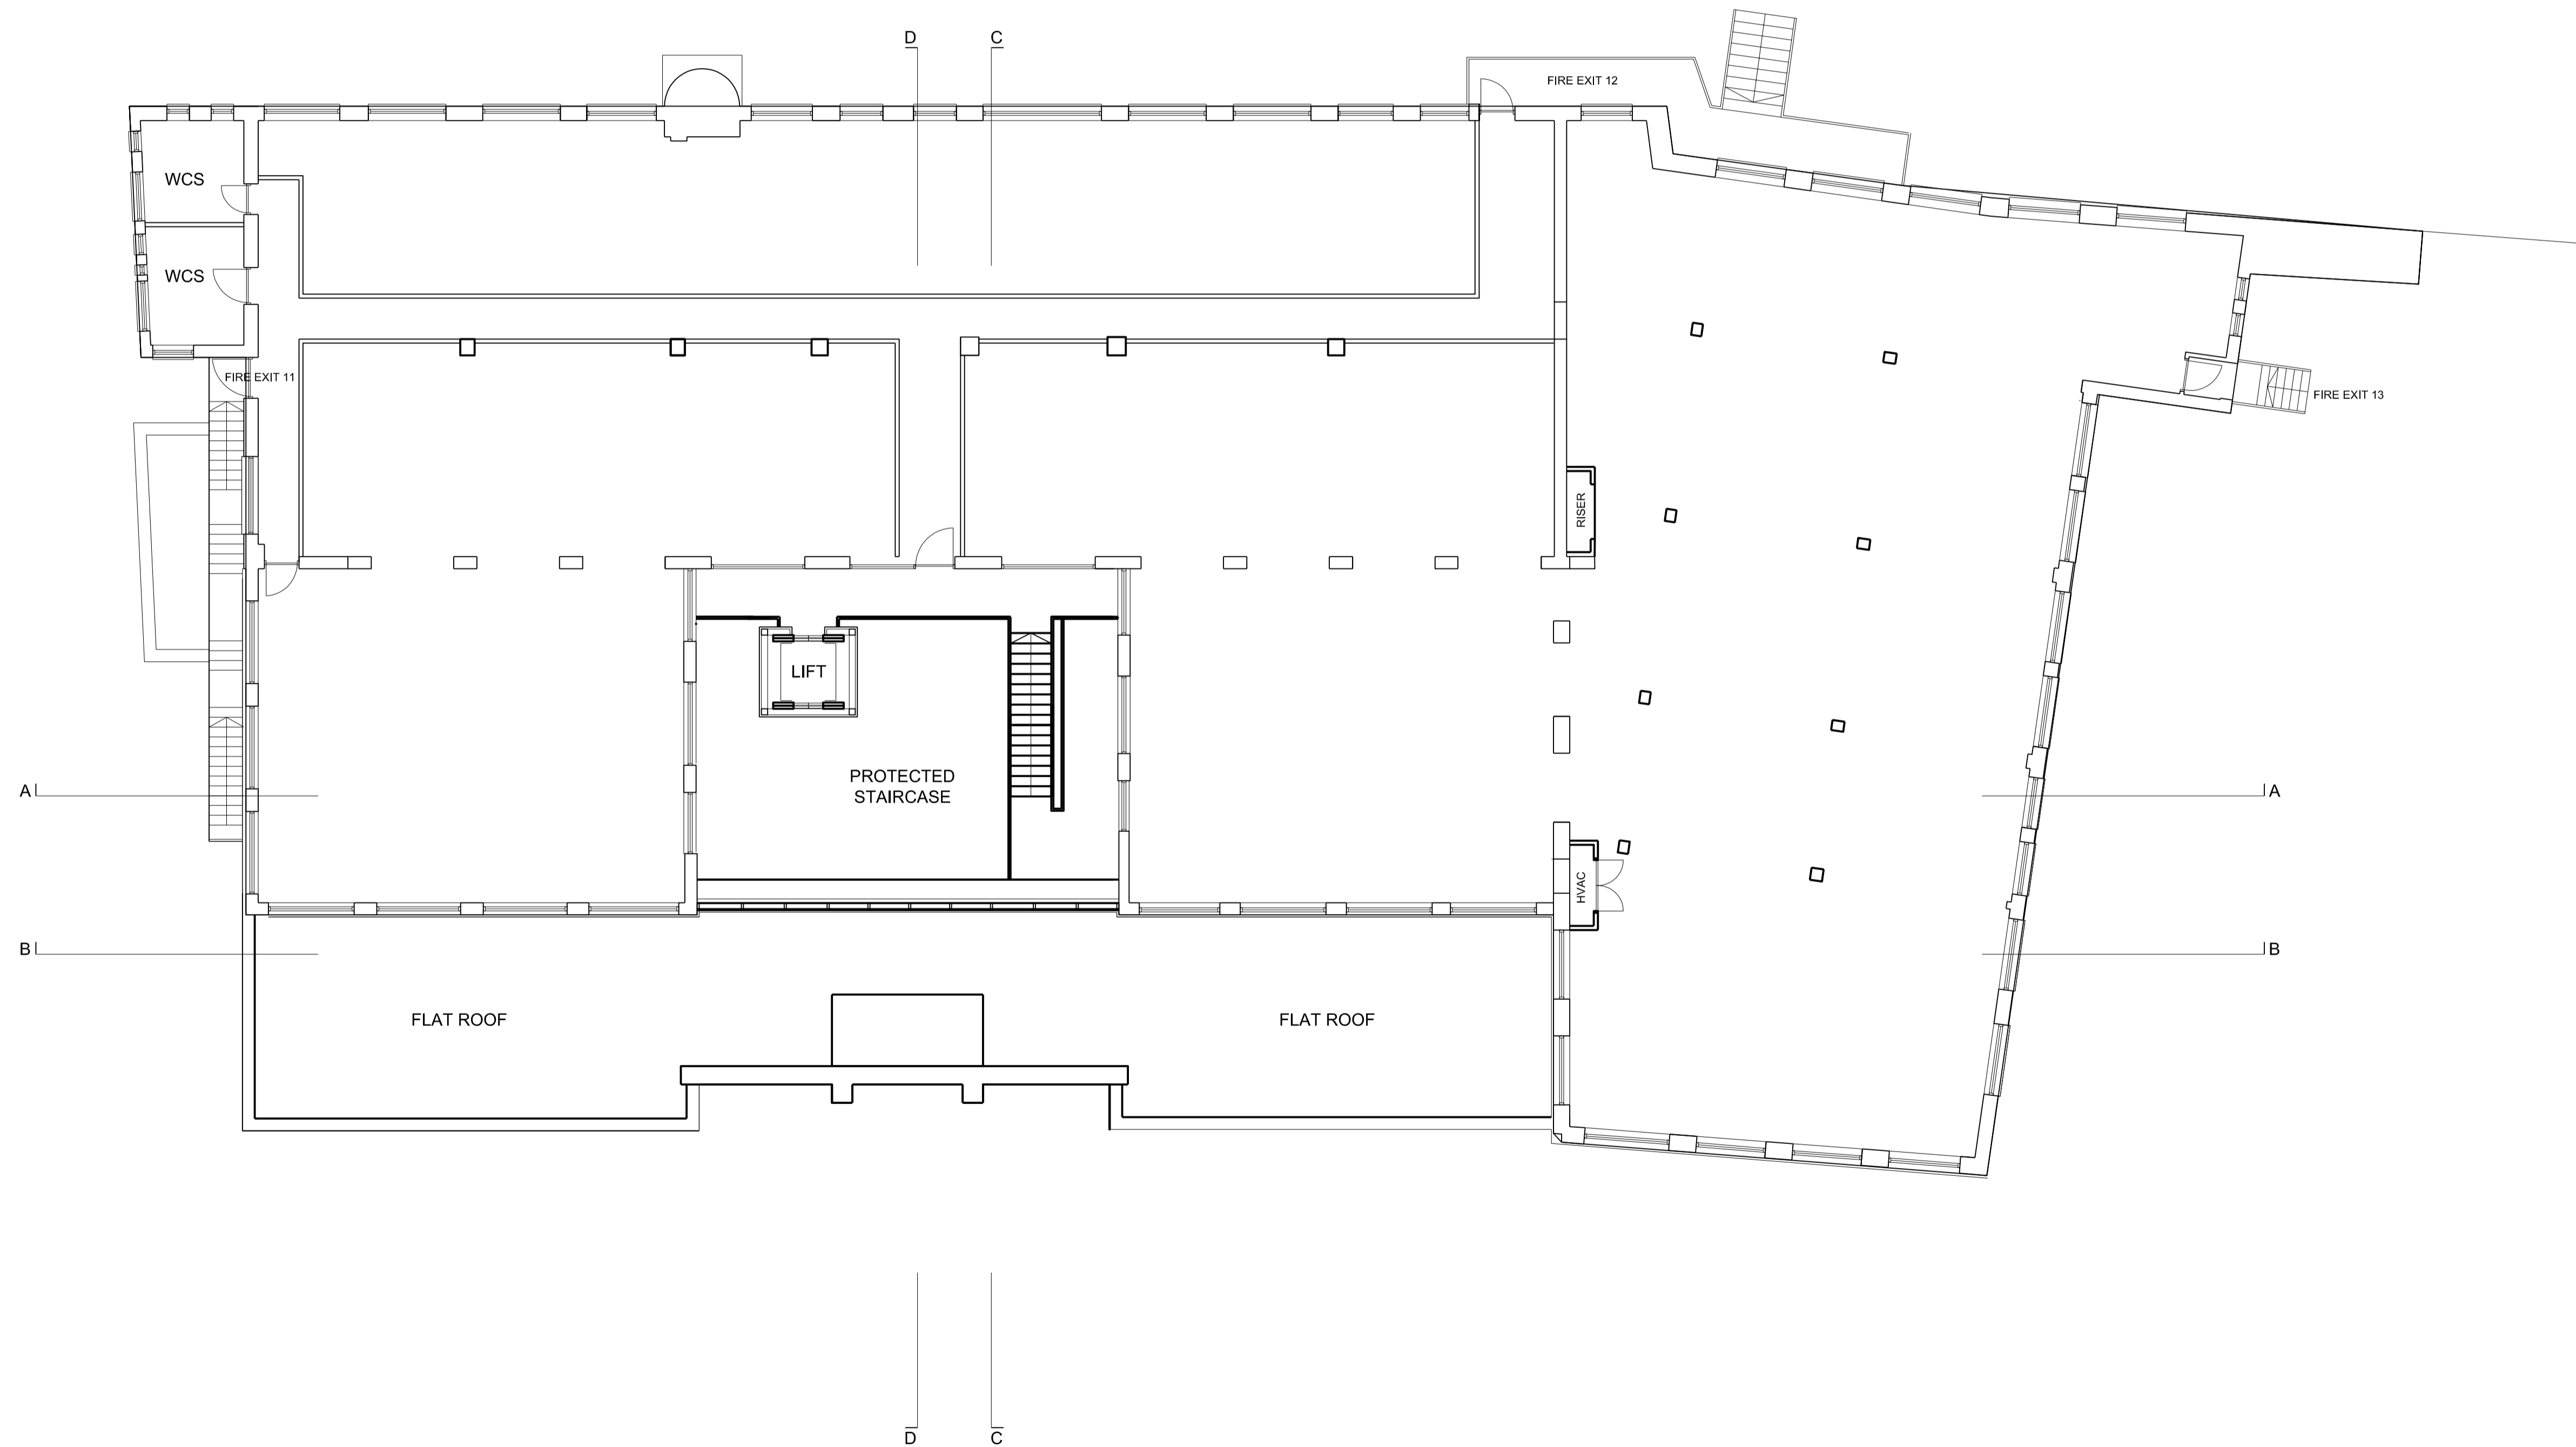 D
C
FIRE EXIT 12
WCS
WCS
FIRE EXIT 11
FIRE EXIT 13
RISER
LIFT
PROTECTED
STAIRCASE
A
A
HVAC
B
B
FLAT ROOF
FLAT ROOF
D
C